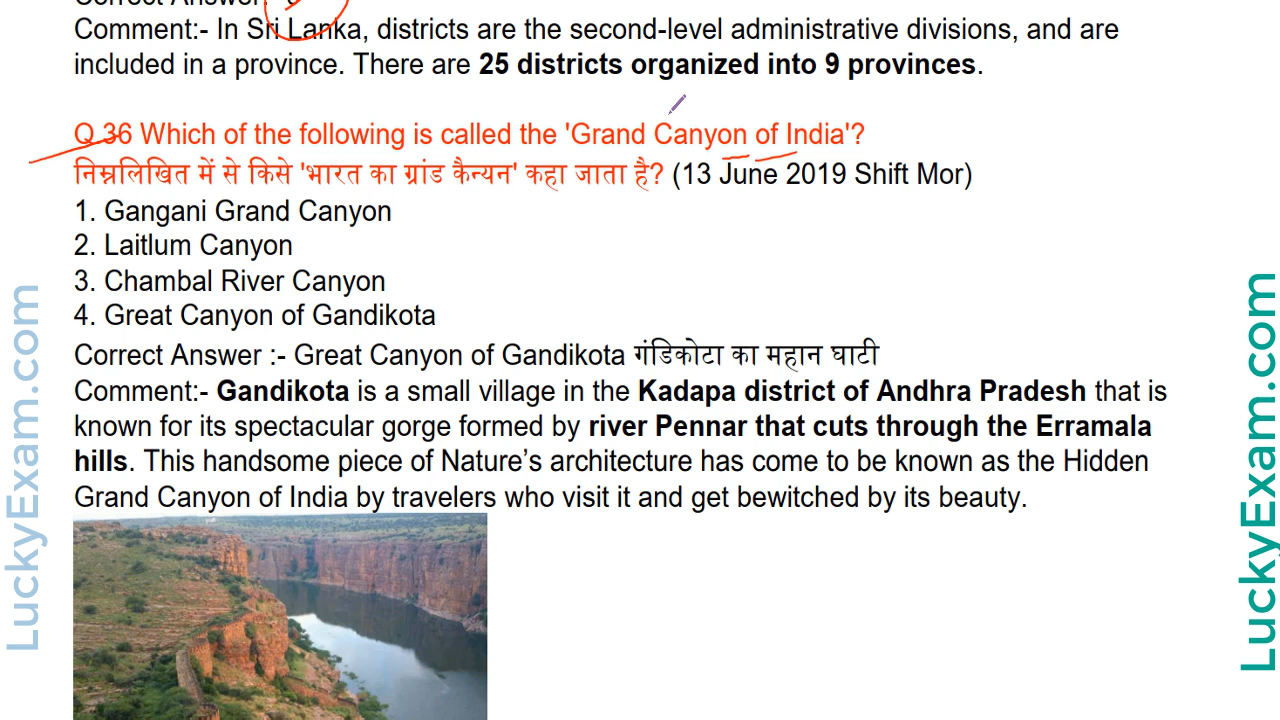 Correct Answer:
Comment:- In Sri Lanka, districts are the second-level administrative divisions, and are
included in a province. There are 25 districts organized into 9 provinces.
Q 36 Which of the following is called the 'Grand Canyon of India'?
निम्नलिखित में से किसे 'भारत का ग्रांड कैन्यन' कहा जाता है? (13 June 2019 Shift Mor)
1. Gangani Grand Canyon
2. Laitlum Canyon
3. Chambal River Canyon
4. Great Canyon of Gandikota
Correct Answer :- Great Canyon of Gandikota गंडिकोटा का महान घाटी
Comment:- Gandikota is a small village in the Kadapa district of Andhra Pradesh that is
known for its spectacular gorge formed by river Pennar that cuts through the Erramala
hills. This handsome piece of Nature’s architecture has come to be known as the Hidden
Grand Canyon of India by travelers who visit it and get bewitched by its beauty.
LuckyExam.com
LuckyExam.com